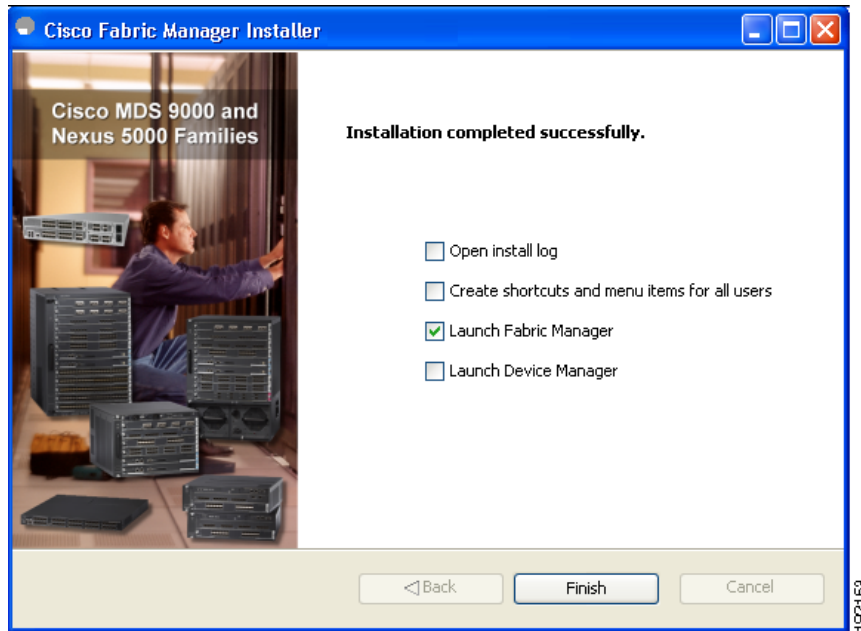 Cisco Fabric Manager Installer
Cisco MDS 9000 and
Nexus 5000 Families
Installation completed successfully.
Open install log
Create shortcuts and menu items for all users
Launch Fabric Manager
Launch Device Manager
Back
Finish
Cancel